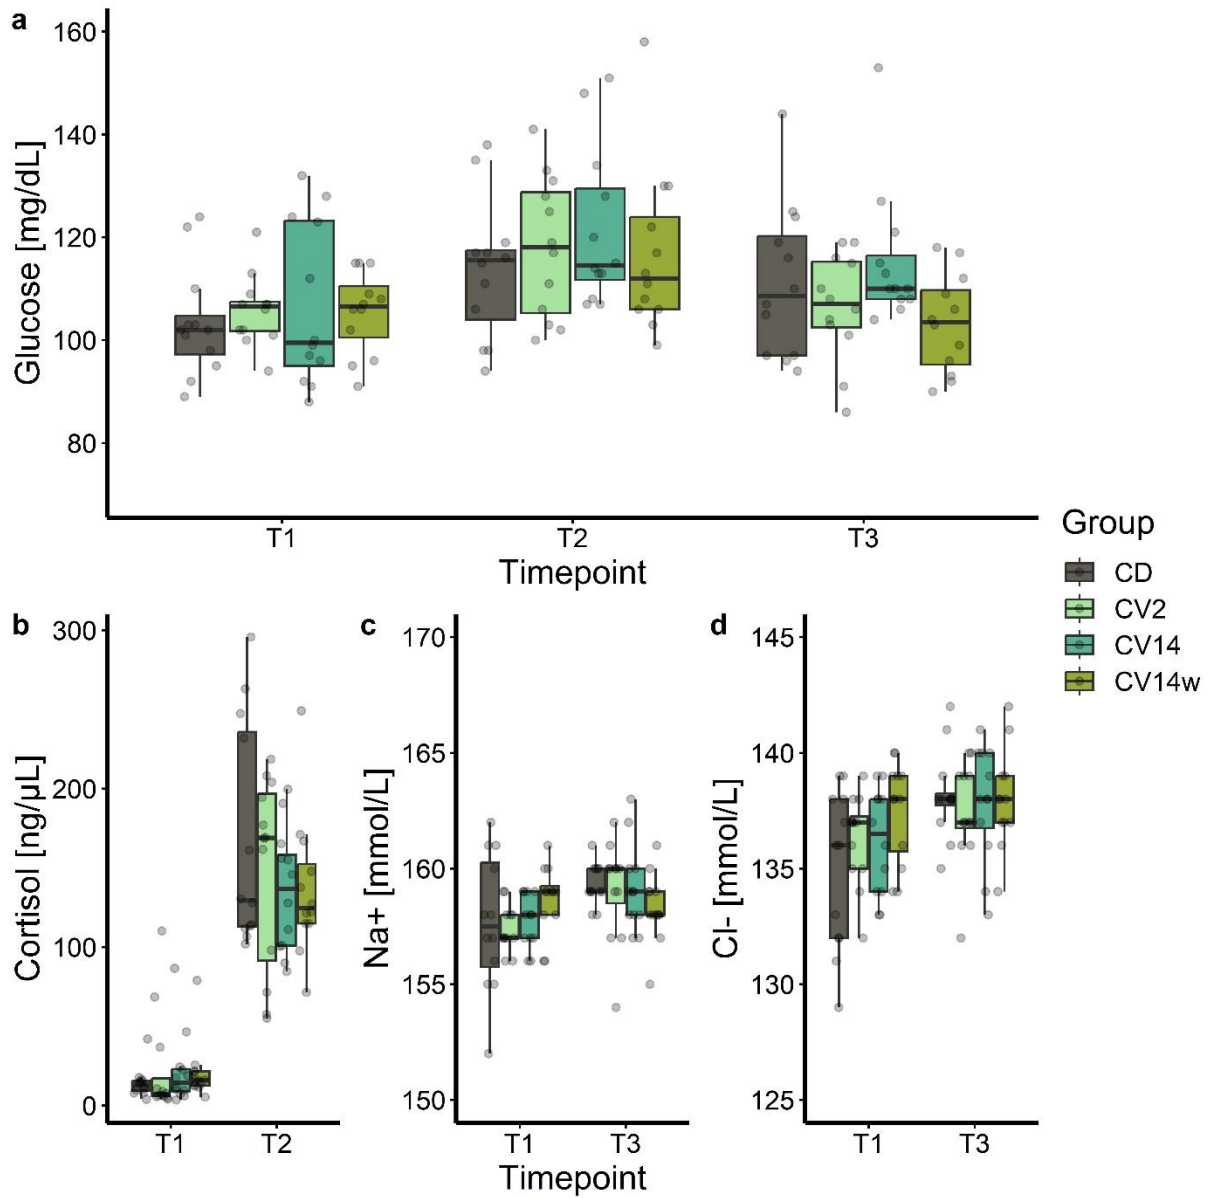 a
Glucose [mg/dL]
160
140
120
100
80
T1 T2 T3
Timepoint
Group
CD
CV2
CV14
CV14w
b
Cortisol [ng/µL]
300
200
100
0
T1 T2
c
Na+ [mmol/L]
170
165
160
155
150
T1 T3
d
Cl- [mmol/L]
145
140
135
130
125
T1 T3
Timepoint